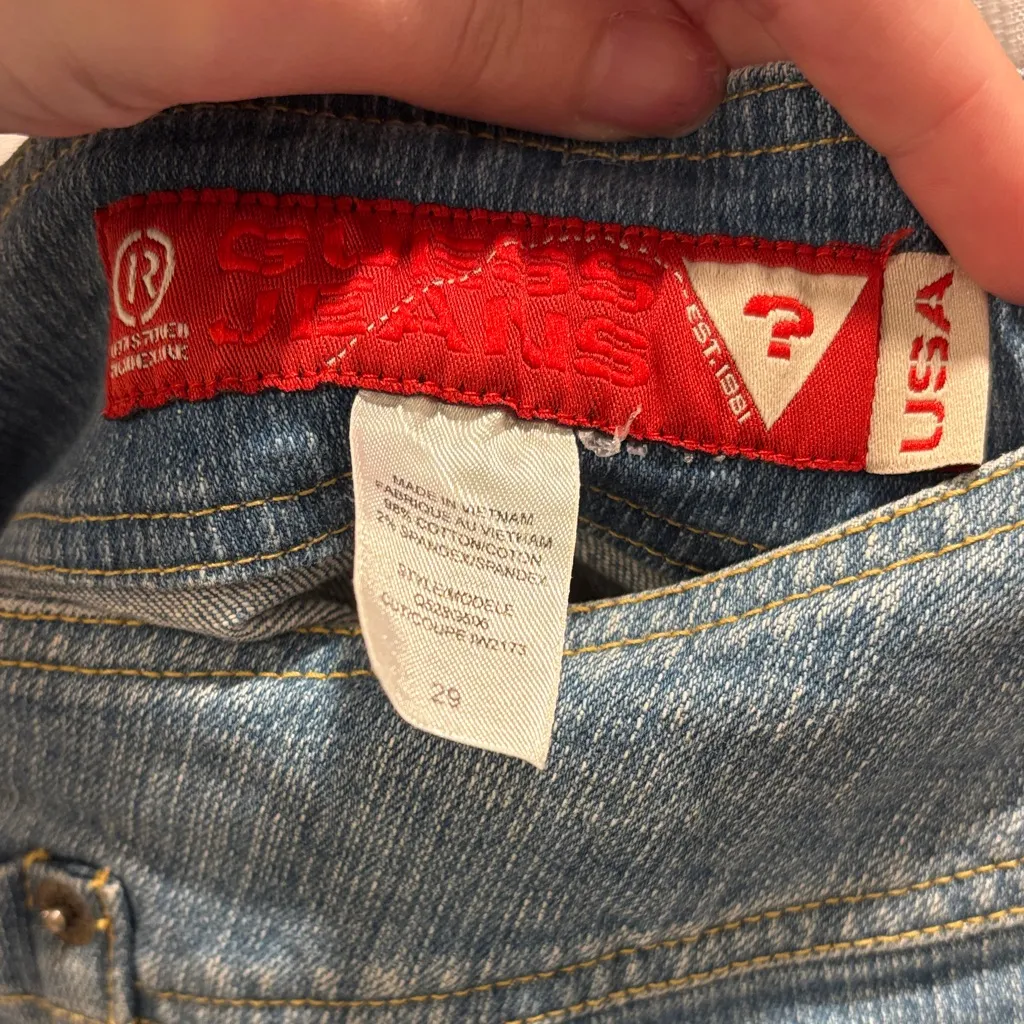 R
GUESS
JEANS
EST.1981
?
USA
MADE IN VIETNAM
FABRIQUE AU VIETNAM
98% COTTON/COTON
2% SPANDEX/SPANDEX
STYLE/MODELE
CUT/COUPE
29